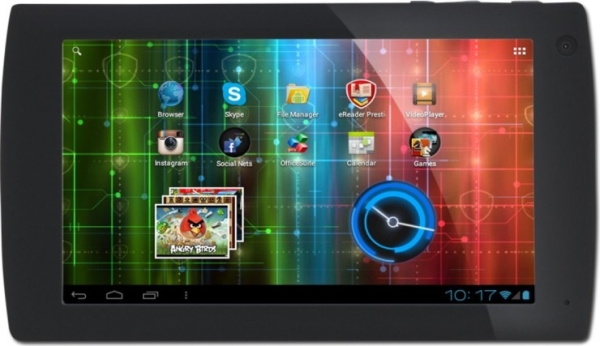 Browser
Skype
File Manager
eReader Presti
VideoPlayer
Instagram
Social Nets
OfficeSuite
Calendar
Games
ANGRY BIRDS
10:17